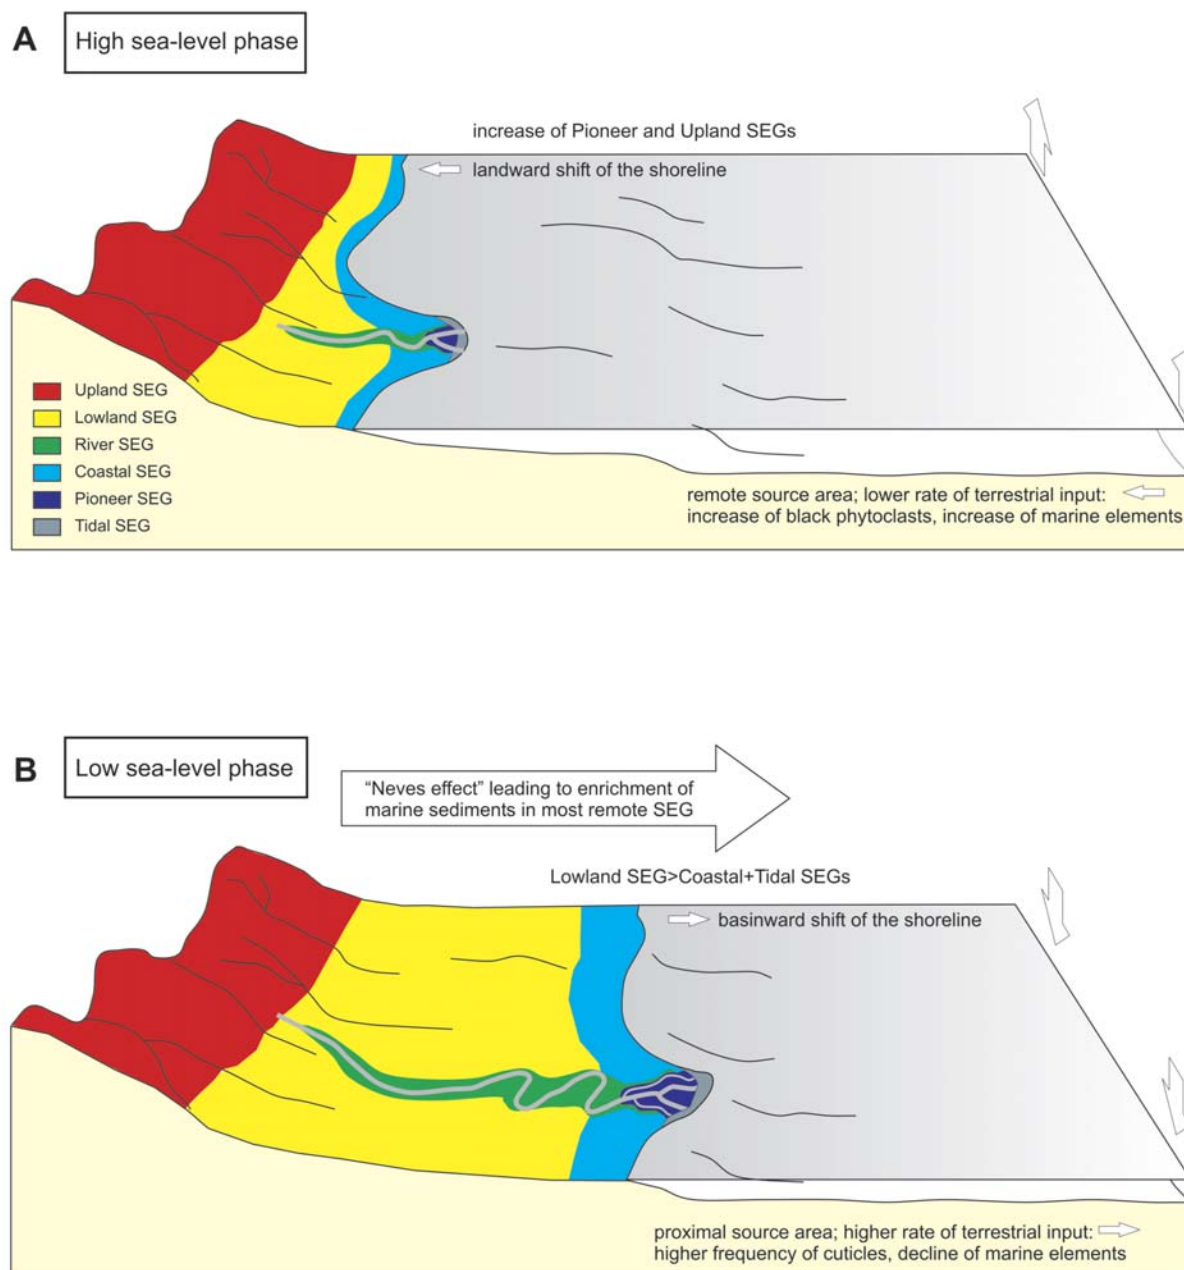 A
High sea-level phase
increase of Pioneer and Upland SEGs
landward shift of the shoreline
Upland SEG
Lowland SEG
River SEG
Coastal SEG
Pioneer SEG
Tidal SEG
remote source area; lower rate of terrestrial input:
increase of black phytoclasts, increase of marine elements
B
Low sea-level phase
“Neves effect” leading to enrichment of
marine sediments in most remote SEG
Lowland SEG>Coastal+Tidal SEGs
basinward shift of the shoreline
proximal source area; higher rate of terrestrial input:
higher frequency of cuticles, decline of marine elements